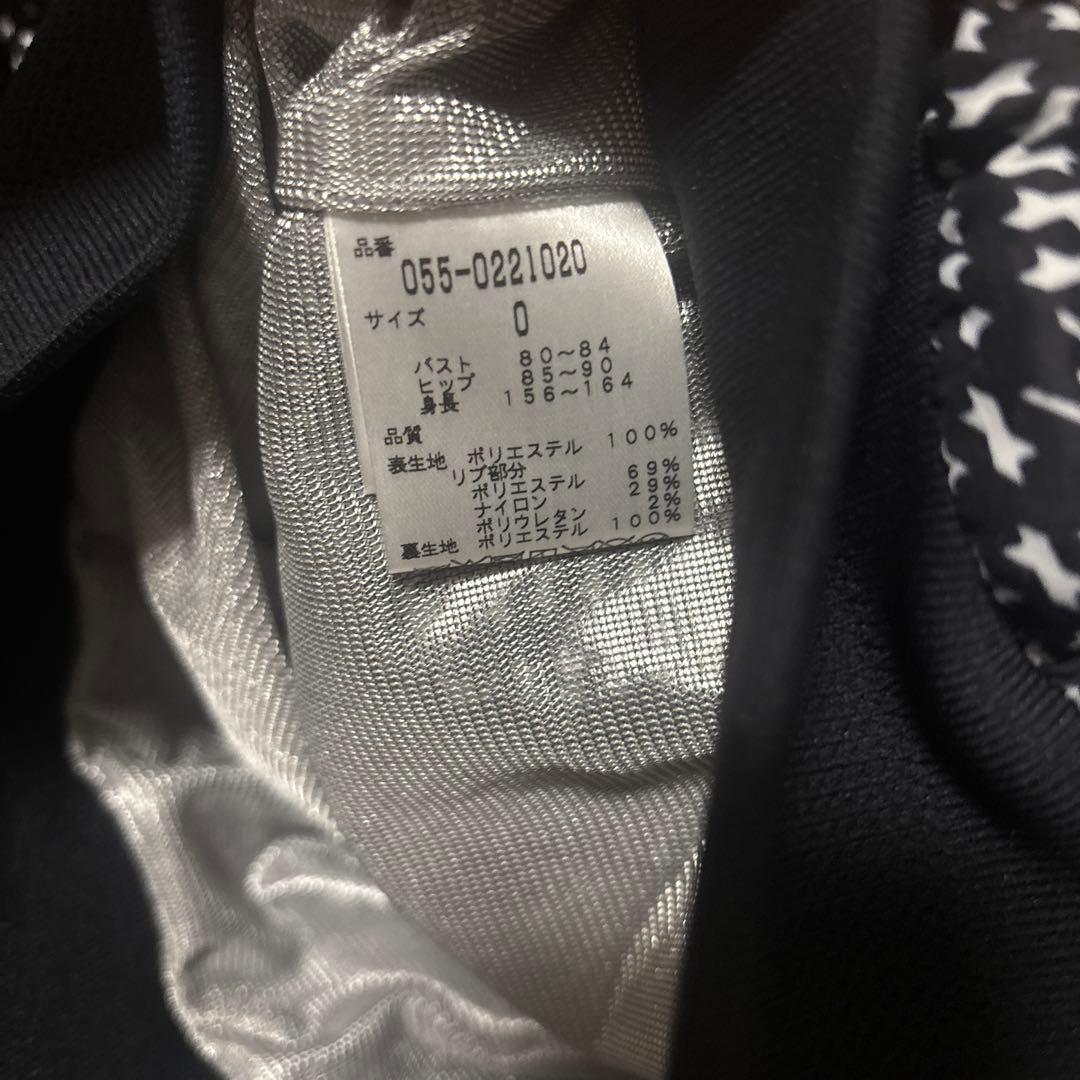 品番
055-0221020
サイズ 0
バスト 80～84
ヒップ 85～90
身長 156～164
品質
表生地 ポリエステル 100%
リブ部分
ポリエステル 69%
ナイロン 29%
ポリウレタン 2%
裏生地 ポリエステル 100%